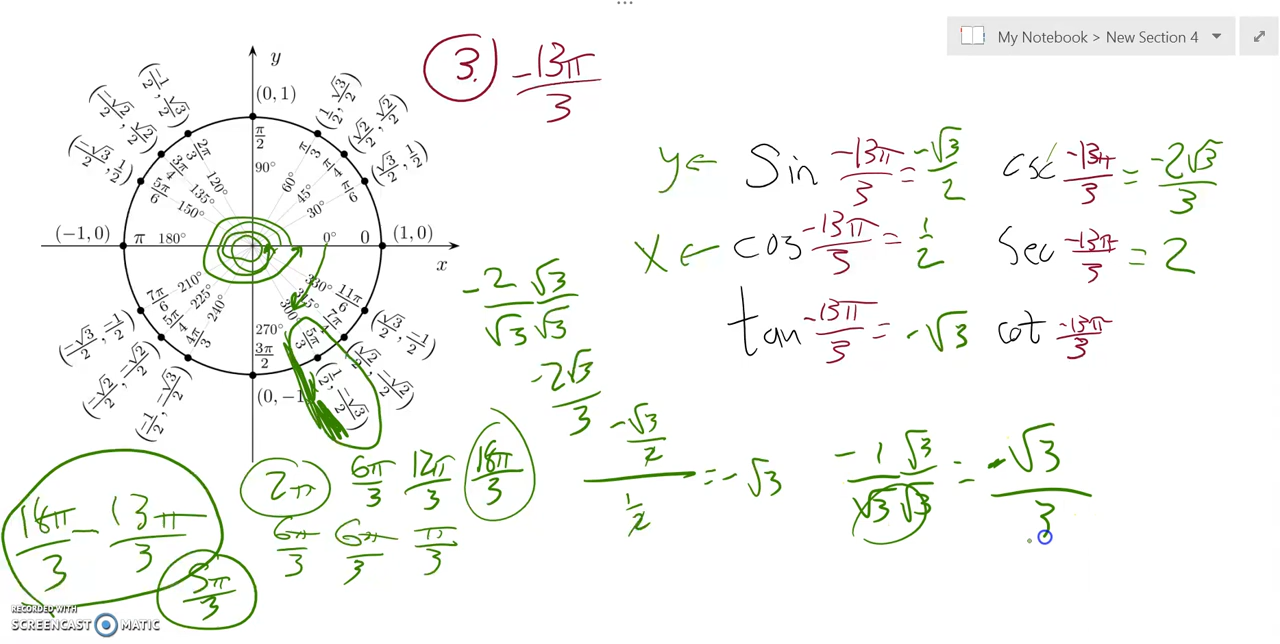 My Notebook > New Section 4
3. -13π/3
y
(0, 1)
(-1/2, √3/2)
(1/2, √3/2)
(-√2/2, √2/2)
(√2/2, √2/2)
(-√3/2, 1/2)
(√3/2, 1/2)
π/2
90°
2π/3
120°
π/3
60°
3π/4
135°
π/4
45°
5π/6
150°
π/6
30°
(-1, 0)
π
180°
0°
0
(1, 0)
x
7π/6
210°
330°
11π/6
5π/4
225°
315°
7π/4
4π/3
240°
300°
5π/3
270°
3π/2
(-√3/2, -1/2)
(√3/2, -1/2)
(-√2/2, -√2/2)
(√2/2, -√2/2)
(-1/2, -√3/2)
(1/2, -√3/2)
(0, -1
y ← Sin -13π/3 = -√3/2
csc -13π/3 = -2√3/3
x ← cos -13π/3 = 1/2
Sec -13π/3 = 2
tan -13π/3 = -√3
cot -13π/3
-2/√3 √3/√3
-2√3/3
-√3/2 / 1/2 = -√3
-1/√3 √3/√3 = -√3/3
2π 6π/3 12π/3 18π/3
6π/3 6π/3 π/3
18π/3 - 13π/3
5π/3
RECORDED WITH
SCREENCAST MATIC